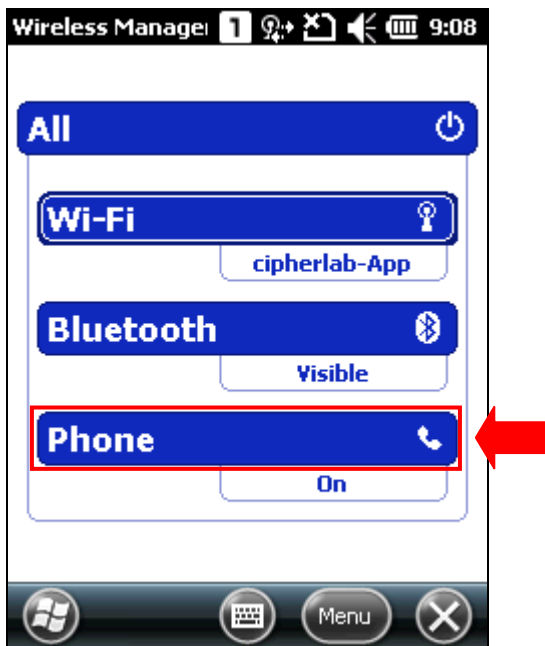 Wireless Manage 1 9:08
All
Wi-Fi
cipherlab-App
Bluetooth
Visible
Phone
On
Menu